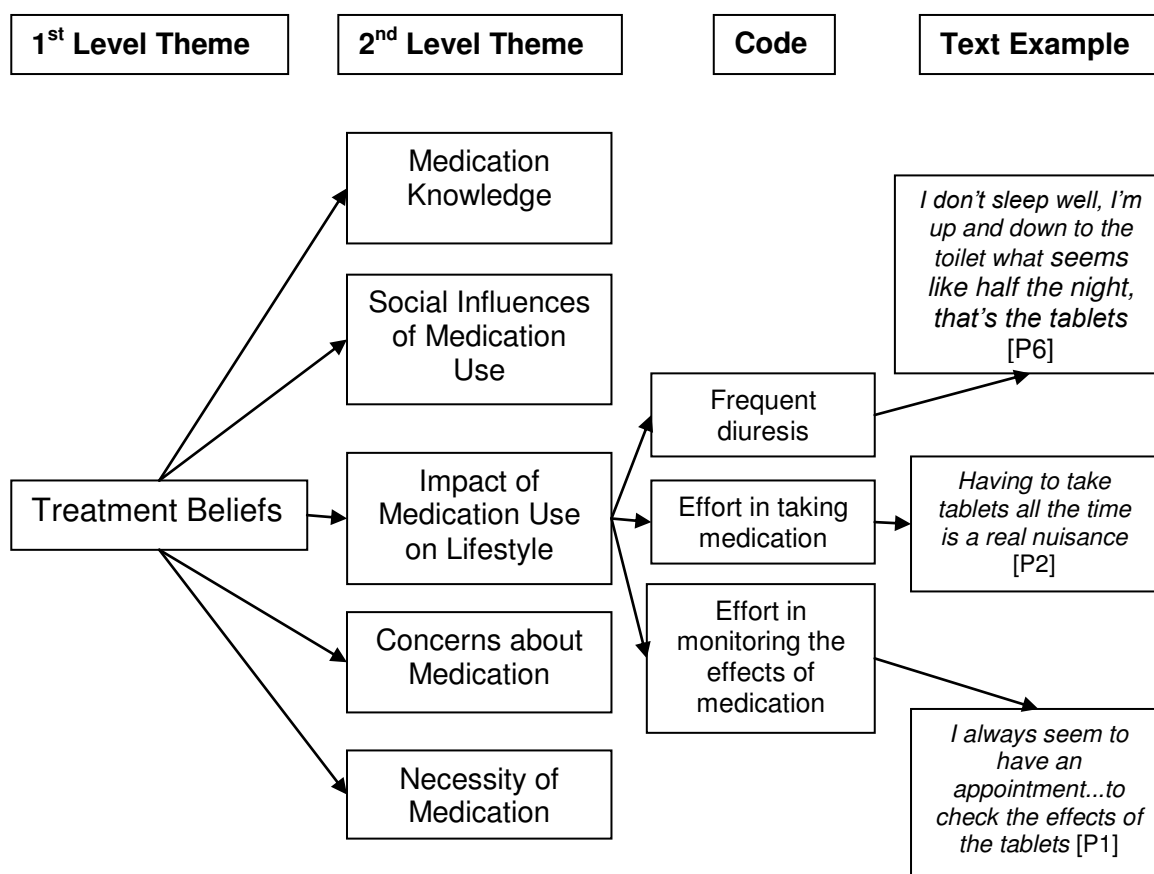 1st Level Theme
2nd Level Theme
Code
Text Example
Treatment Beliefs
Medication
Knowledge
Social Influences
of Medication
Use
Impact of
Medication Use
on Lifestyle
Concerns about
Medication
Necessity of
Medication
Frequent
diuresis
Effort in taking
medication
Effort in
monitoring the
effects of
medication
I don’t sleep well, I’m
up and down to the
toilet what seems
like half the night,
that’s the tablets
[P6]
Having to take
tablets all the time
is a real nuisance
[P2]
I always seem to
have an
appointment...to
check the effects of
the tablets [P1]